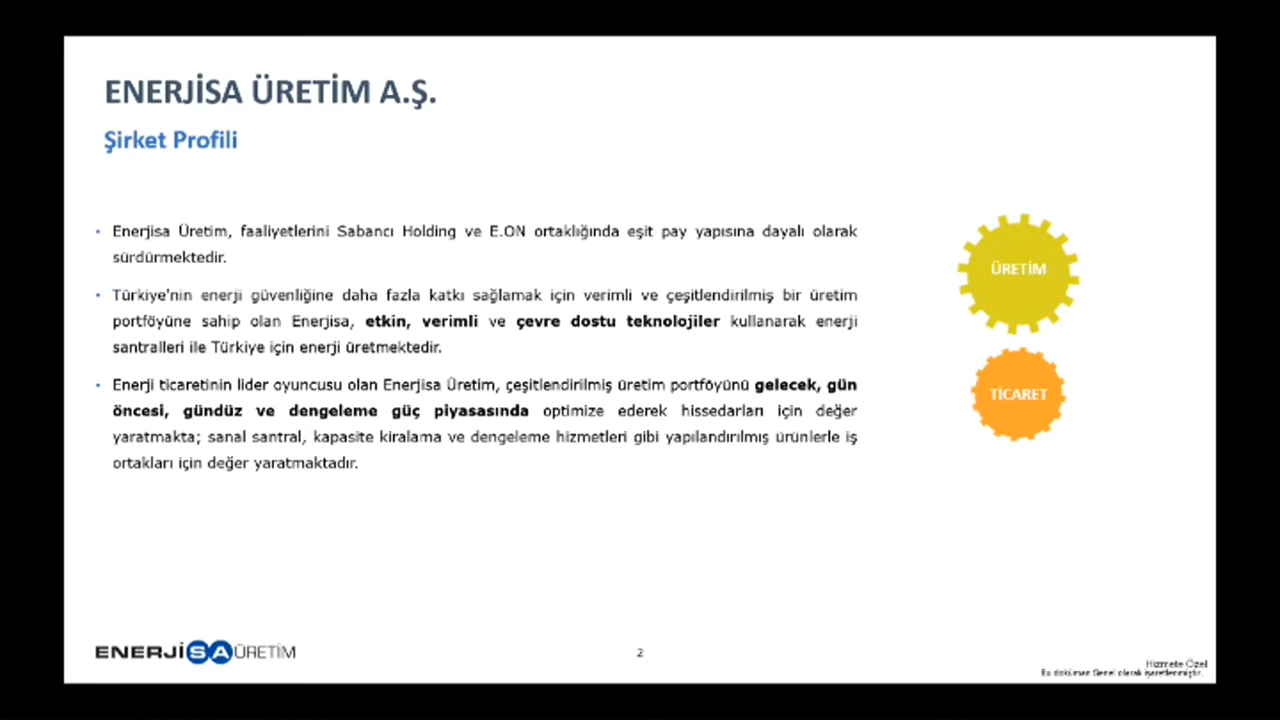 ENERJİSA ÜRETİM A.Ş.
Şirket Profili
• Enerjisa Üretim, faaliyetlerini Sabancı Holding ve E.ON ortaklığında eşit pay yapısına dayalı olarak
sürdürmektedir.
• Türkiye'nin enerji güvenliğine daha fazla katkı sağlamak için verimli ve çeşitlendirilmiş bir üretim
portföyüne sahip olan Enerjisa, etkin, verimli ve çevre dostu teknolojiler kullanarak enerji
santralleri ile Türkiye için enerji üretmektedir.
• Enerji ticaretinin lider oyuncusu olan Enerjisa Üretim, çeşitlendirilmiş üretim portföyünü gelecek, gün
öncesi, gündüz ve dengeleme güç piyasasında optimize ederek hissedarları için değer
yaratmakta; sanal santral, kapasite kiralama ve dengeleme hizmetleri gibi yapılandırılmış ürünlerle iş
ortakları için değer yaratmaktadır.
ÜRETİM
TİCARET
ENERJİSA ÜRETİM
2
Hizmete Özel
Bu doküman Genel olarak işaretlenmiştir.